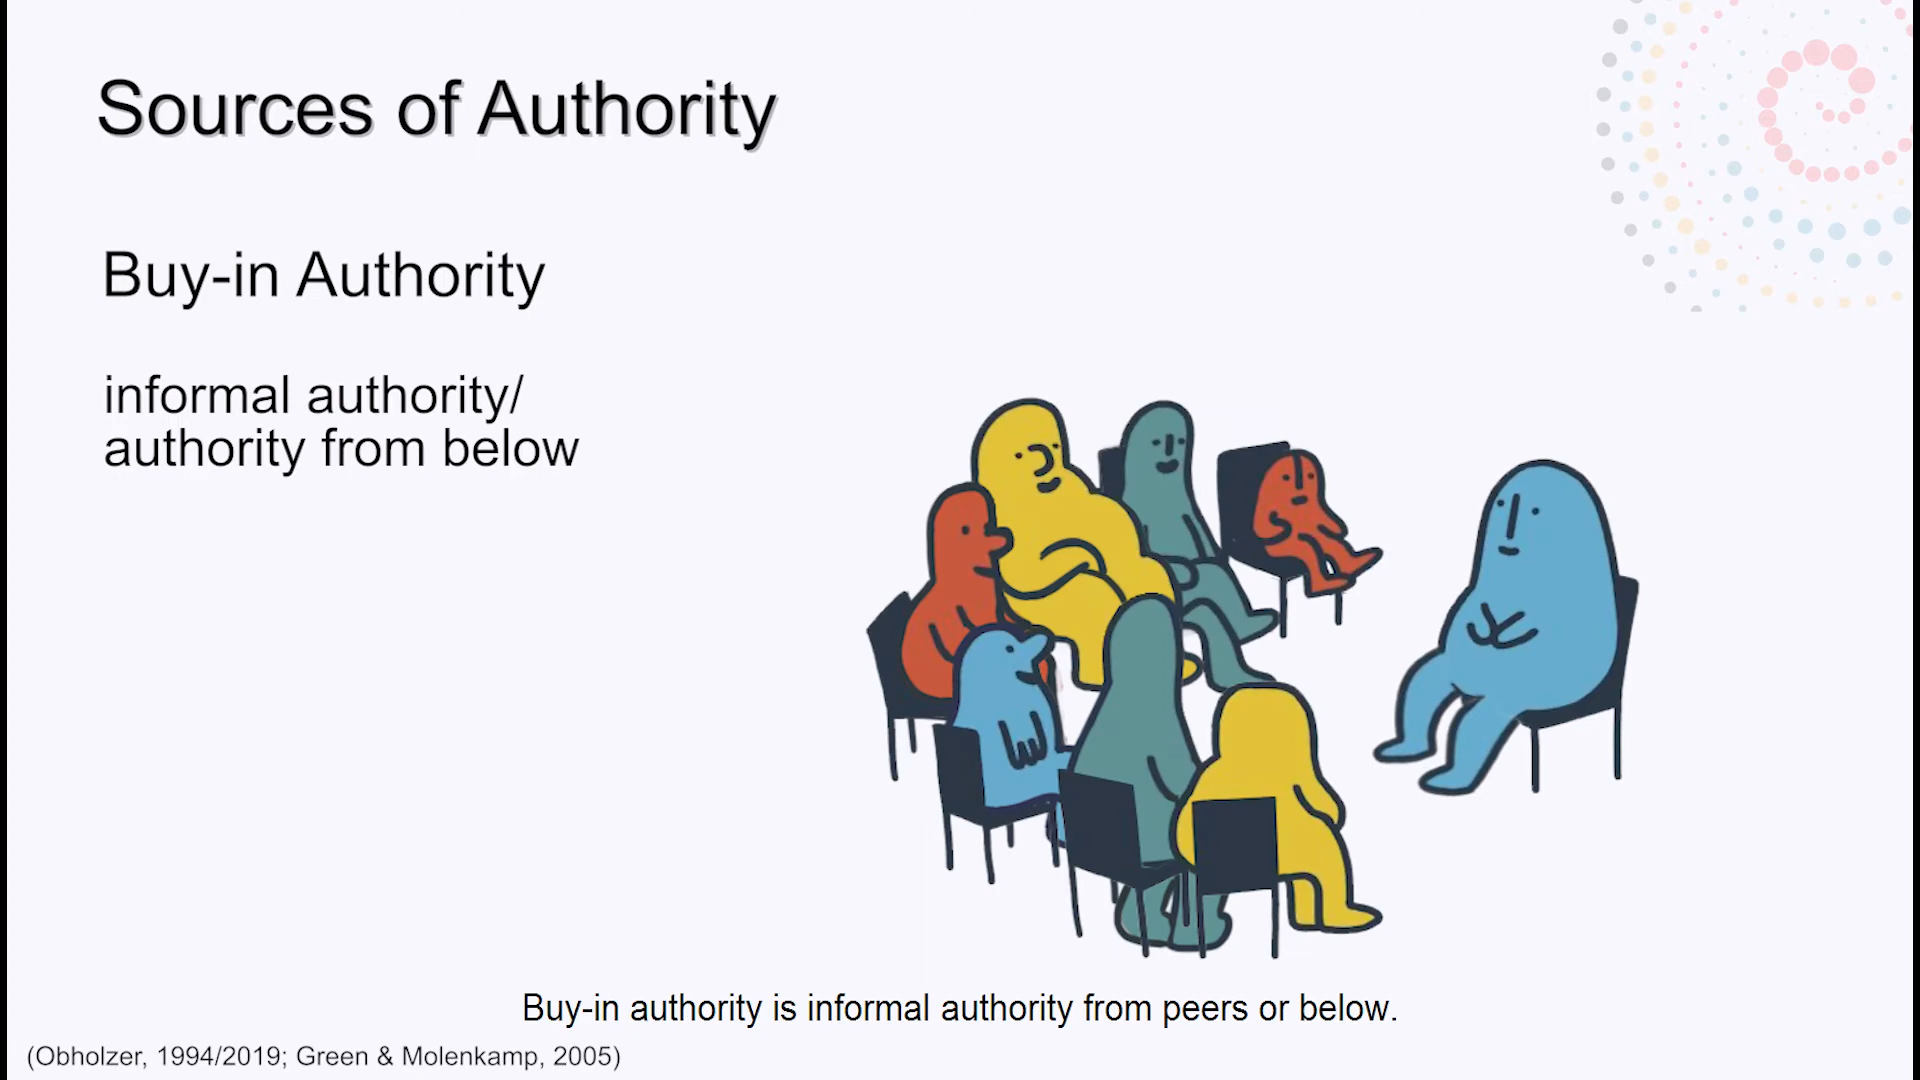 Sources of Authority
Buy-in Authority
informal authority/
authority from below
Buy-in authority is informal authority from peers or below.
(Obholzer, 1994/2019; Green & Molenkamp, 2005)